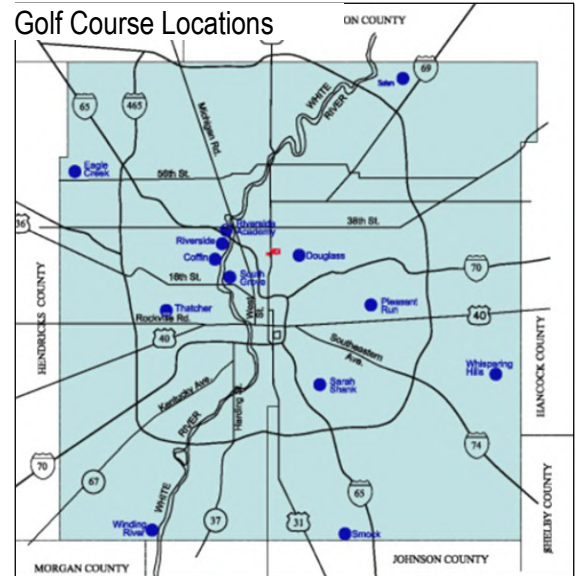 Golf Course Locations
ON COUNTY
69
65
465
Michigan Rd.
WHITE
RIVER
Eagle
Creek
56th St.
36
38th St.
Riverside
Academy
Riverside
Coffin
Douglass
South
Grove
16th St.
70
West
St.
Thatcher
Rockville Rd.
Pleasant
Run
40
40
HENDRICKS COUNTY
HANCOCK COUNTY
Southeastern
Ave.
Whispering
Hills
Kentucky Ave.
Harding St.
Sarah
Shank
RIVER
WHITE
70
67
74
65
37
31
Winding
River
Smock
SHELBY COUNTY
MORGAN COUNTY
JOHNSON COUNTY